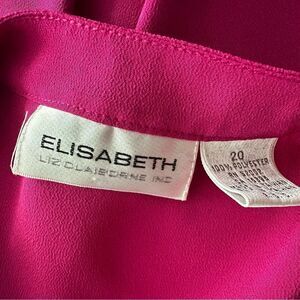 ELISABETH
LIZ CLAIBORNE INC
20
100% POLYESTER